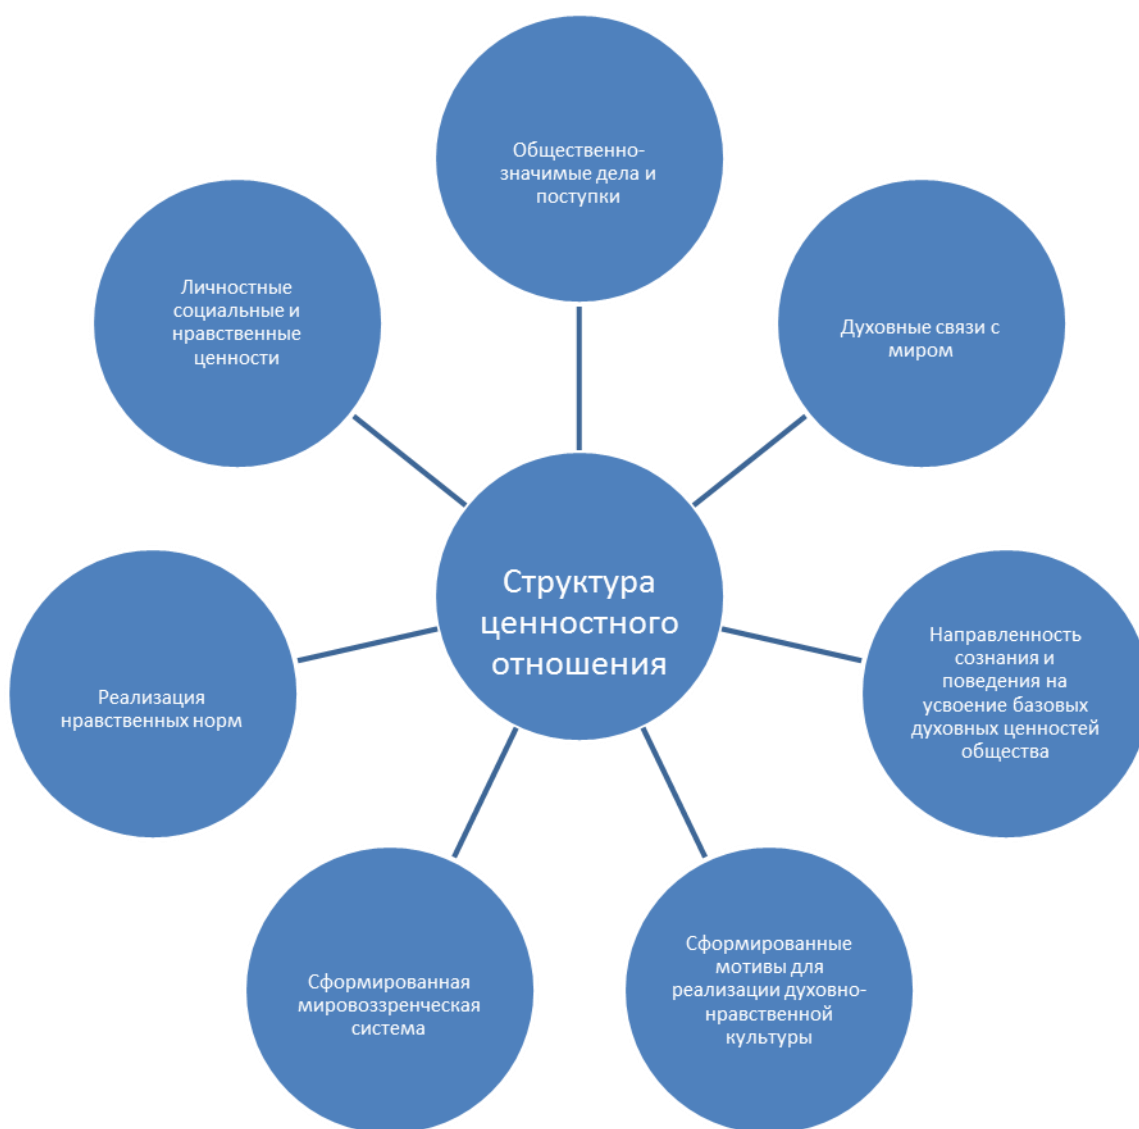 Общественно-
значимые дела и
поступки
Духовные связи с
миром
Направленность
сознания и
поведения на
усвоение базовых
духовных ценностей
общества
Сформированные
мотивы для
реализации духовно-
нравственной
культуры
Сформированная
мировоззренческая
система
Реализация
нравственных норм
Личностные
социальные и
нравственные
ценности
Структура
ценностного
отношения